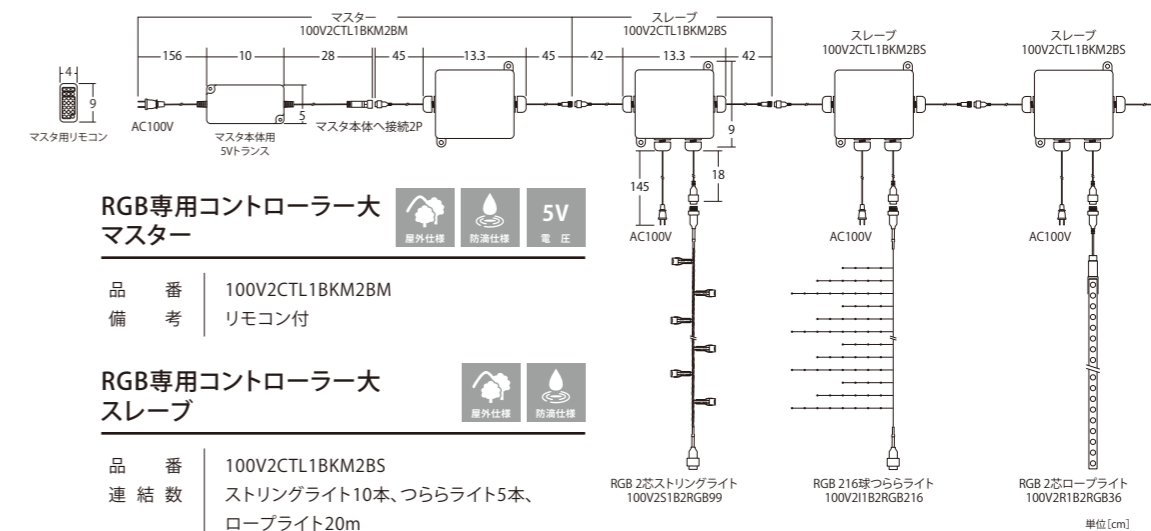 マスター
100V2CTL1BKM2BM
スレーブ
100V2CTL1BKM2BS
スレーブ
100V2CTL1BKM2BS
スレーブ
100V2CTL1BKM2BS
156
10
28
45
13.3
45
42
13.3
42
4
9
5
9
145
18
マスタ用リモコン
AC100V
マスタ本体用
5Vトランス
マスタ本体へ接続2P
AC100V
AC100V
AC100V
RGB専用コントローラー大
マスター
屋外仕様
防滴仕様
5V
電 圧
品 番 100V2CTL1BKM2BM
備 考 リモコン付
RGB専用コントローラー大
スレーブ
屋外仕様
防滴仕様
品 番 100V2CTL1BKM2BS
連 結 数 ストリングライト10本、つららライト5本、
ロープライト20m
RGB 2芯ストリングライト
100V2S1B2RGB99
RGB 216球つららライト
100V2I1B2RGB216
RGB 2芯ロープライト
100V2R1B2RGB36
単位[cm]